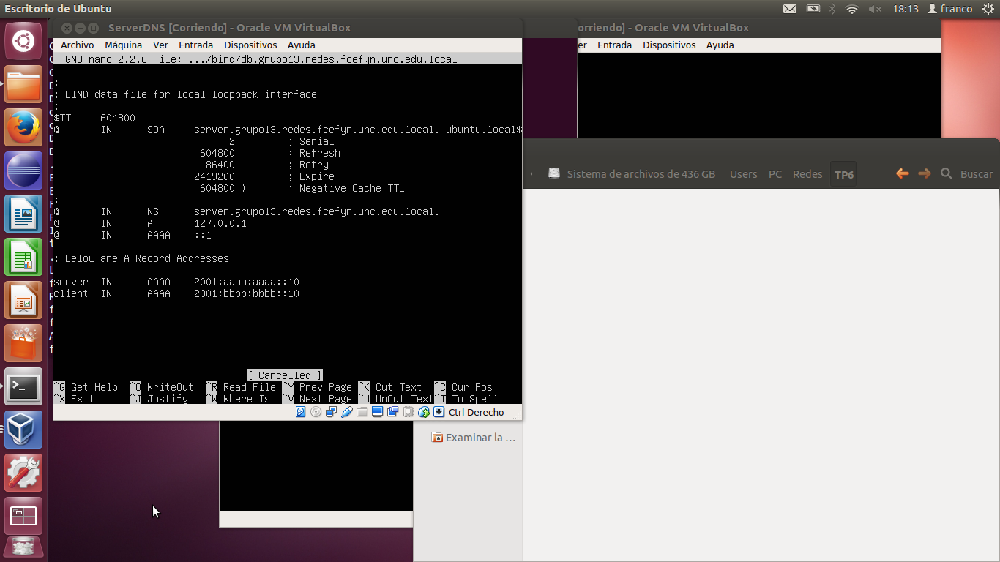 Escritorio de Ubuntu
18:13 franco
ServerDNS [Corriendo] - Oracle VM VirtualBox
Archivo Máquina Ver Entrada Dispositivos Ayuda
GNU nano 2.2.6 File: .../bind/db.grupo13.redes.fcefyn.unc.edu.local
;
; BIND data file for local loopback interface
;
$TTL 604800
@ IN SOA server.grupo13.redes.fcefyn.unc.edu.local. ubuntu.local$
2 ; Serial
604800 ; Refresh
86400 ; Retry
2419200 ; Expire
604800 ) ; Negative Cache TTL
;
@ IN NS server.grupo13.redes.fcefyn.unc.edu.local.
@ IN A 127.0.0.1
@ IN AAAA ::1
; Below are A Record Addresses
server IN AAAA 2001:aaaa:aaaa::10
client IN AAAA 2001:bbbb:bbbb::10
[ Cancelled ]
^G Get Help ^O WriteOut ^R Read File ^Y Prev Page ^K Cut Text ^C Cur Pos
^X Exit ^J Justify ^W Where Is ^V Next Page ^U UnCut Text ^T To Spell
Ctrl Derecho
orriendo] - Oracle VM VirtualBox
er Entrada Dispositivos Ayuda
Sistema de archivos de 436 GB Users PC Redes TP6 Buscar
Examinar la ...